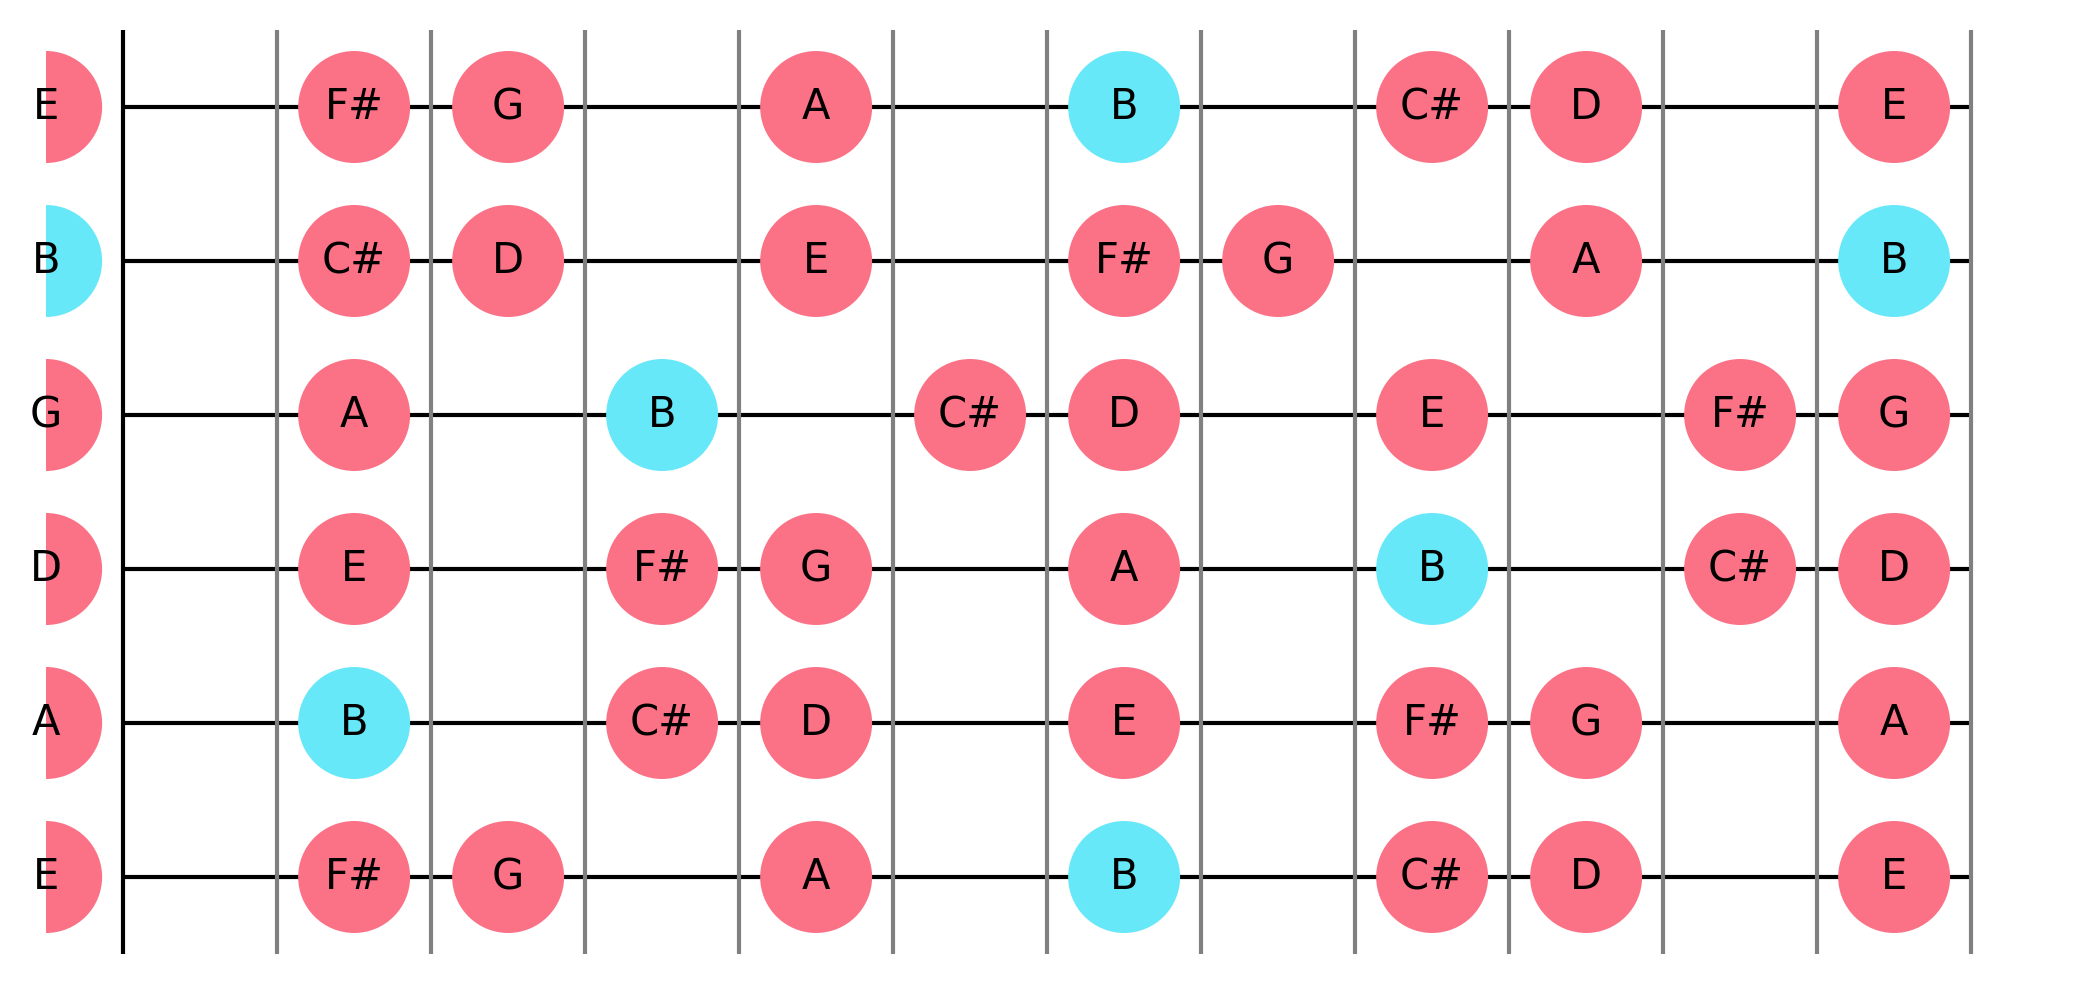 E F# G A B C# D E
B C# D E F# G A B
G A B C# D E F# G
D E F# G A B C# D
A B C# D E F# G A
E F# G A B C# D E